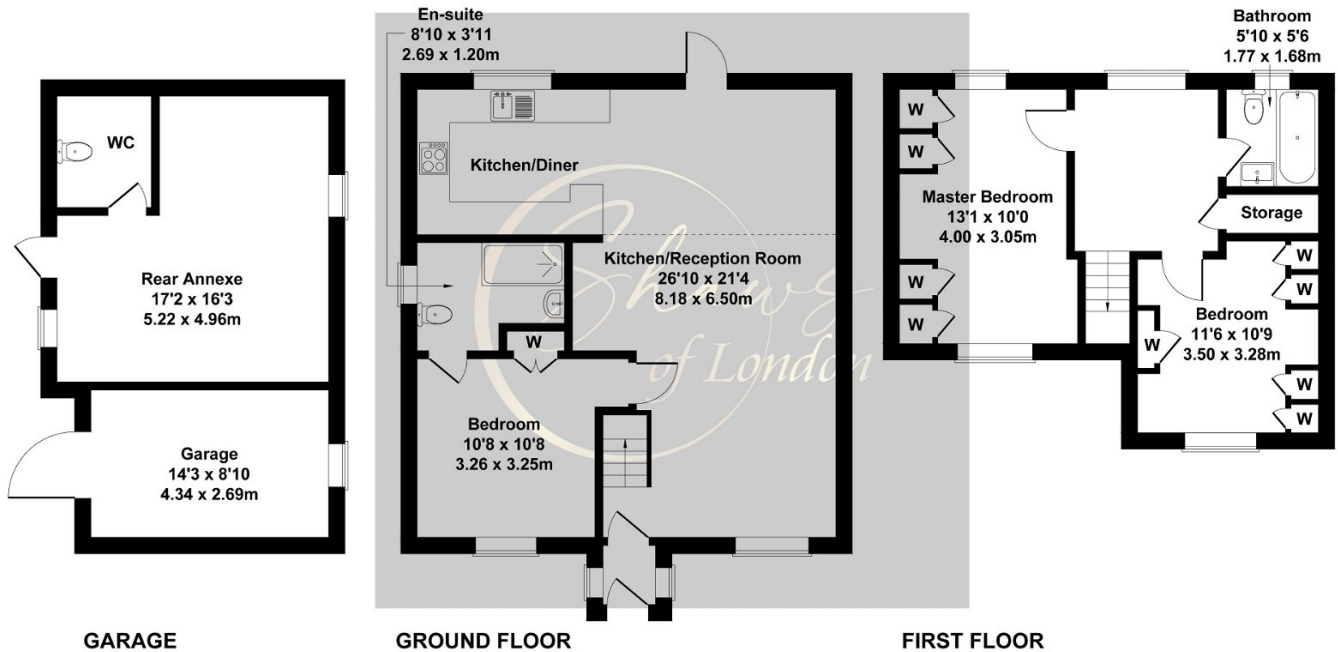 En-suite
8'10 x 3'11
2.69 x 1.20m
Bathroom
5'10 x 5'6
1.77 x 1.68m
WC
Rear Annexe
17'2 x 16'3
5.22 x 4.96m
Garage
14'3 x 8'10
4.34 x 2.69m
Kitchen/Diner
Kitchen/Reception Room
26'10 x 21'4
8.18 x 6.50m
Shaws
of London
W
Bedroom
10'8 x 10'8
3.26 x 3.25m
W
W
Master Bedroom
13'1 x 10'0
4.00 x 3.05m
W
W
Storage
W
W
Bedroom
11'6 x 10'9
3.50 x 3.28m
W
W
W
GARAGE
GROUND FLOOR
FIRST FLOOR